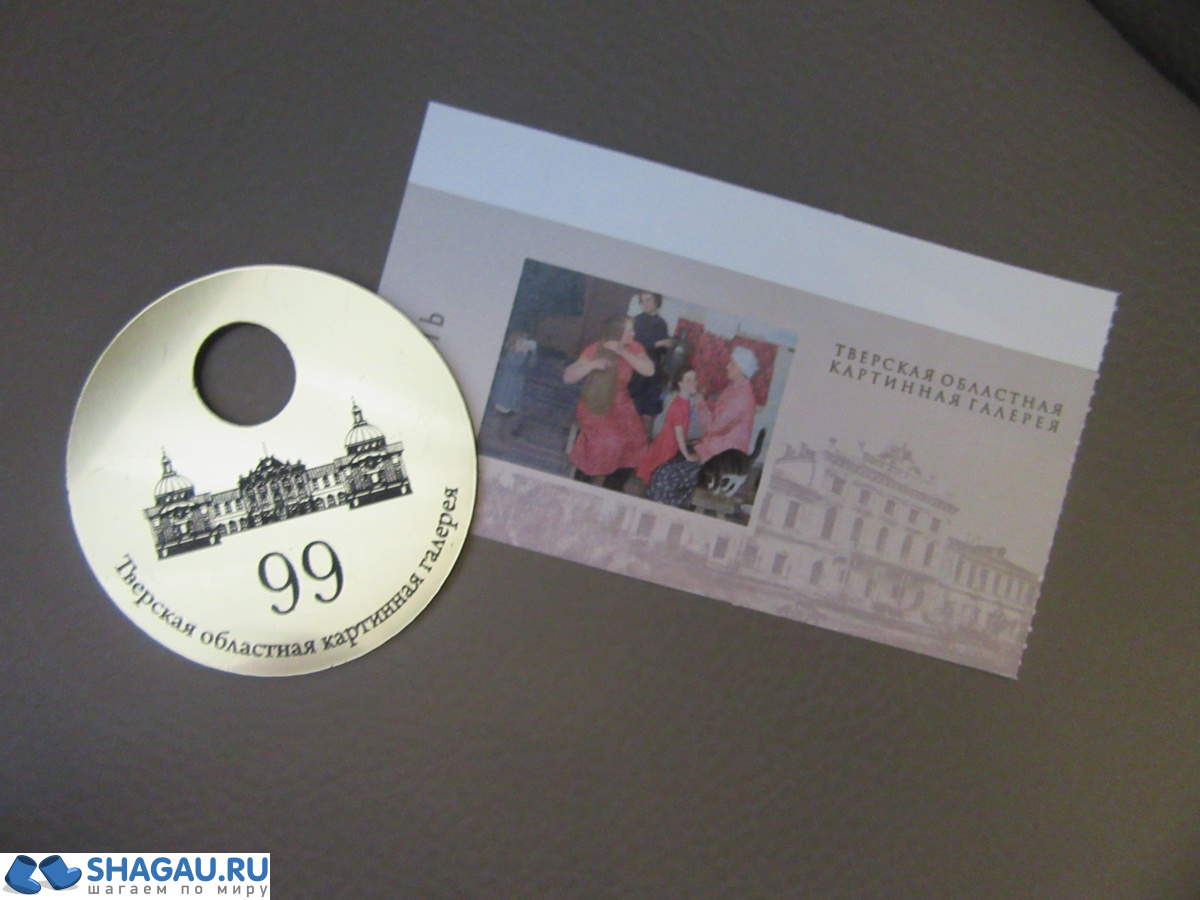 ТВЕРСКАЯ ОБЛАСТНАЯ
КАРТИННАЯ ГАЛЕРЕЯ
99
Тверская областная картинная галерея
SHAGAU.RU
шагаем по миру